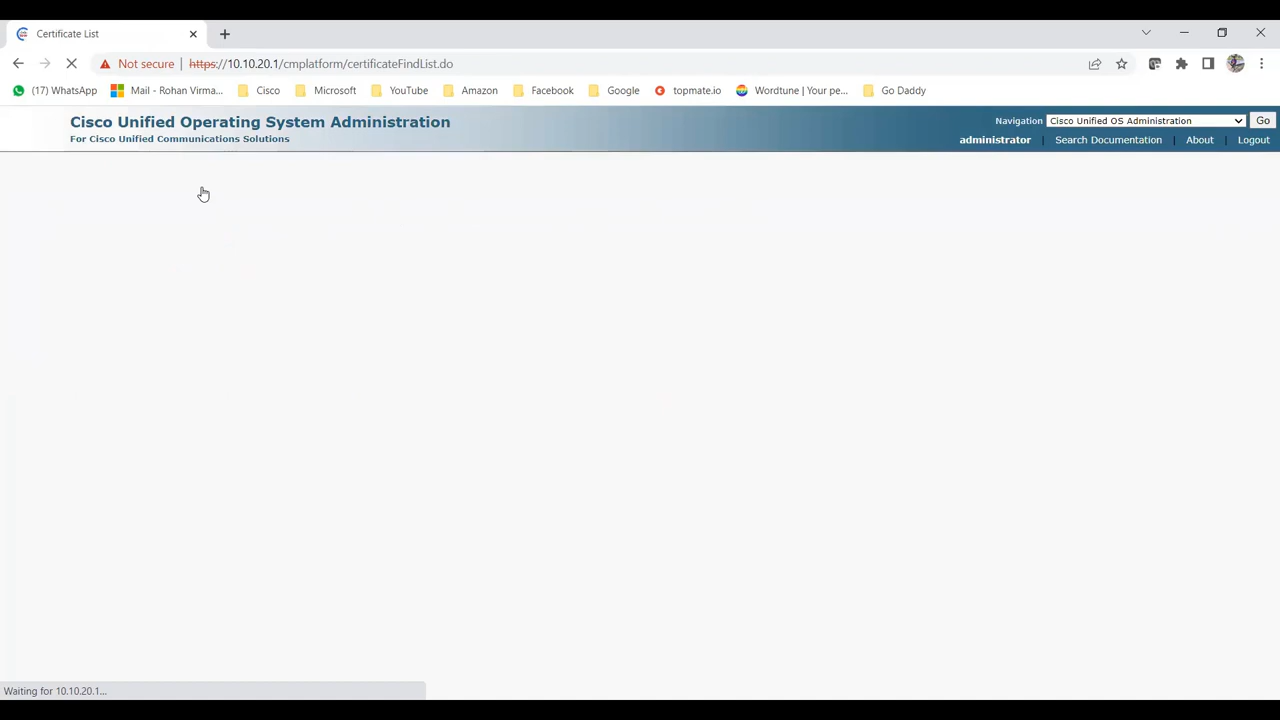 Certificate List
Not secure | https://10.10.20.1/cmplatform/certificateFindList.do
(17) WhatsApp Mail - Rohan Virma... Cisco Microsoft YouTube Amazon Facebook Google topmate.io Wordtune | Your pe... Go Daddy
Cisco Unified Operating System Administration
For Cisco Unified Communications Solutions
Navigation Cisco Unified OS Administration Go
administrator | Search Documentation | About | Logout
Waiting for 10.10.20.1...